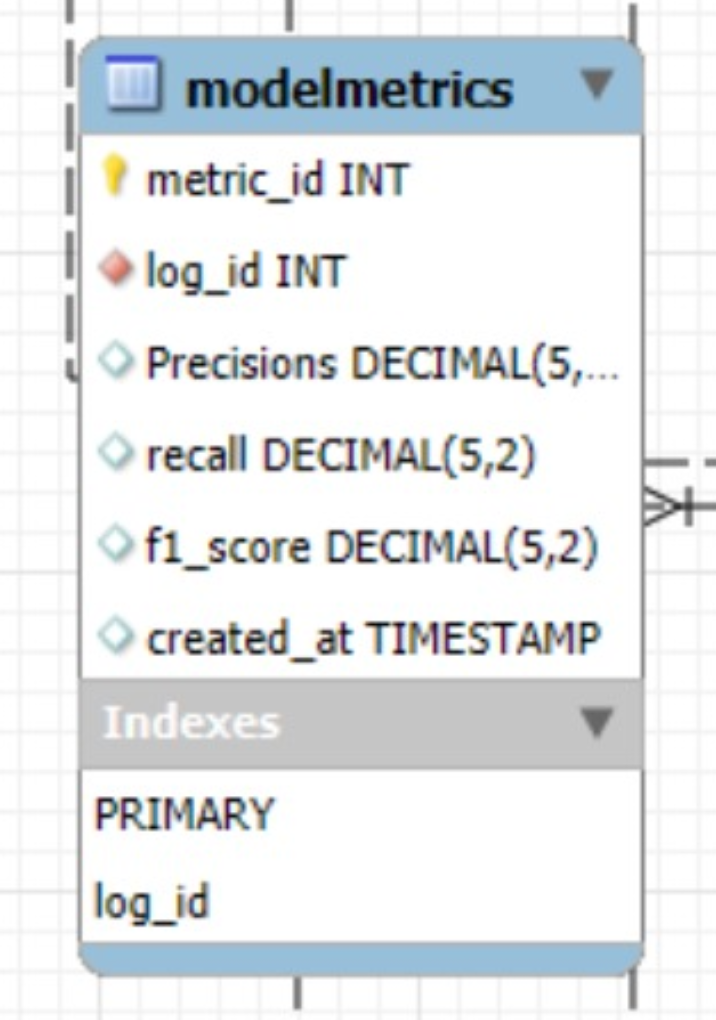 modelmetrics
metric_id INT
log_id INT
Precisions DECIMAL(5,...
recall DECIMAL(5,2)
f1_score DECIMAL(5,2)
created_at TIMESTAMP
Indexes
PRIMARY
log_id